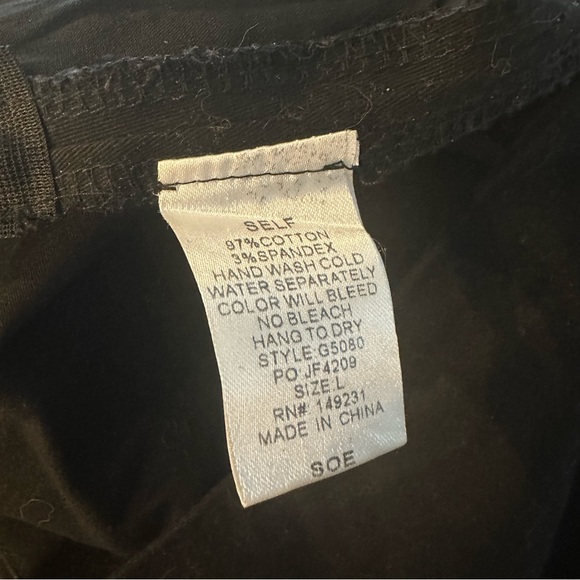 SELF
97%COTTON
3%SPANDEX
HAND WASH COLD
WATER SEPARATELY
COLOR WILL BLEED
NO BLEACH
HANG TO DRY
STYLE:G5080
PO:JF4209
SIZE:L
RN#: 149231
MADE IN CHINA
SOE